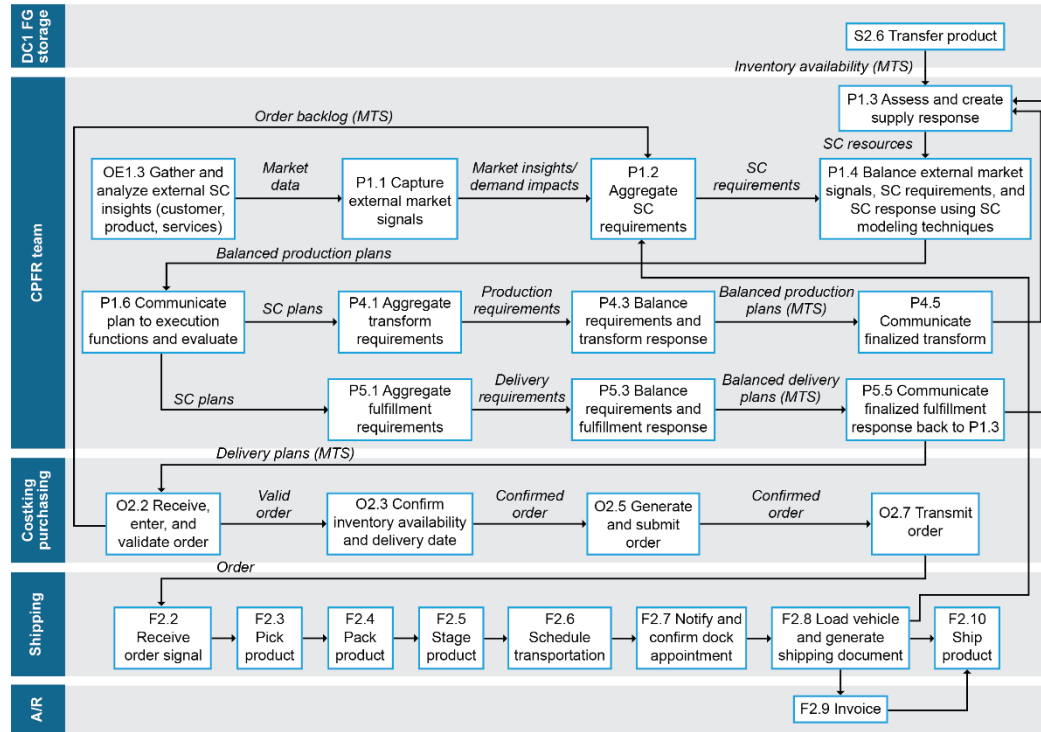 DC1 FG
storage
S2.6 Transfer product
Inventory availability (MTS)
CPFR team
P1.3 Assess and create
supply response
Order backlog (MTS)
SC resources
OE1.3 Gather and
analyze external SC
insights (customer,
product, services)
Market
data
P1.1 Capture
external market
signals
Market insights/
demand impacts
P1.2
Aggregate
SC
requirements
SC
requirements
P1.4 Balance external market
signals, SC requirements, and
SC response using SC
modeling techniques
Balanced production plans
P1.6 Communicate
plan to execution
functions and evaluate
SC plans
P4.1 Aggregate
transform
requirements
Production
requirements
P4.3 Balance
requirements and
transform response
Balanced production
plans (MTS)
P4.5
Communicate
finalized transform
SC plans
P5.1 Aggregate
fulfillment
requirements
Delivery
requirements
P5.3 Balance
requirements and
fulfillment response
Balanced delivery
plans (MTS)
P5.5 Communicate
finalized fulfillment
response back to P1.3
Delivery plans (MTS)
Costking
purchasing
O2.2 Receive,
enter, and
validate order
Valid
order
O2.3 Confirm
inventory availability
and delivery date
Confirmed
order
O2.5 Generate
and submit
order
Confirmed
order
O2.7 Transmit
order
Order
Shipping
F2.2
Receive
order signal
F2.3
Pick
product
F2.4
Pack
product
F2.5
Stage
product
F2.6
Schedule
transportation
F2.7 Notify and
confirm dock
appointment
F2.8 Load vehicle
and generate
shipping document
F2.10
Ship
product
A/R
F2.9 Invoice